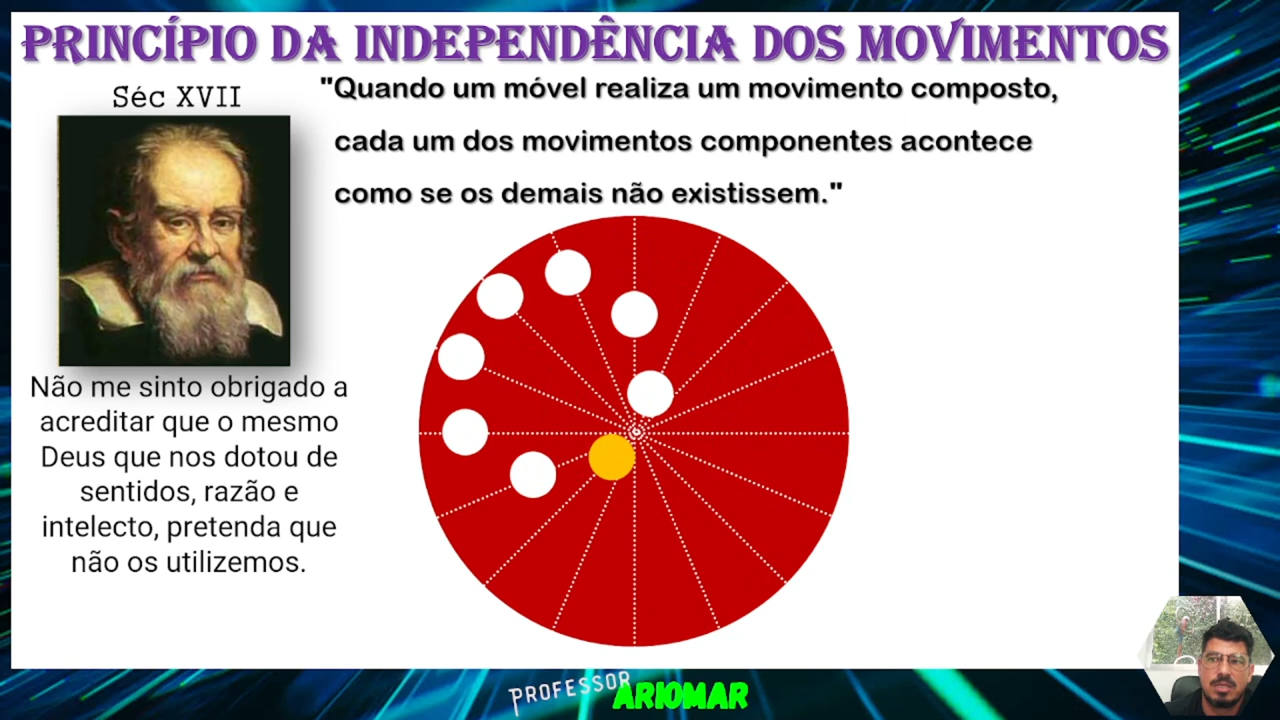 PRINCÍPIO DA INDEPENDÊNCIA DOS MOVIMENTOS
Séc XVII
"Quando um móvel realiza um movimento composto,
cada um dos movimentos componentes acontece
como se os demais não existissem."
Não me sinto obrigado a
acreditar que o mesmo
Deus que nos dotou de
sentidos, razão e
intelecto, pretenda que
não os utilizemos.
PROFESSOR ARIOMAR